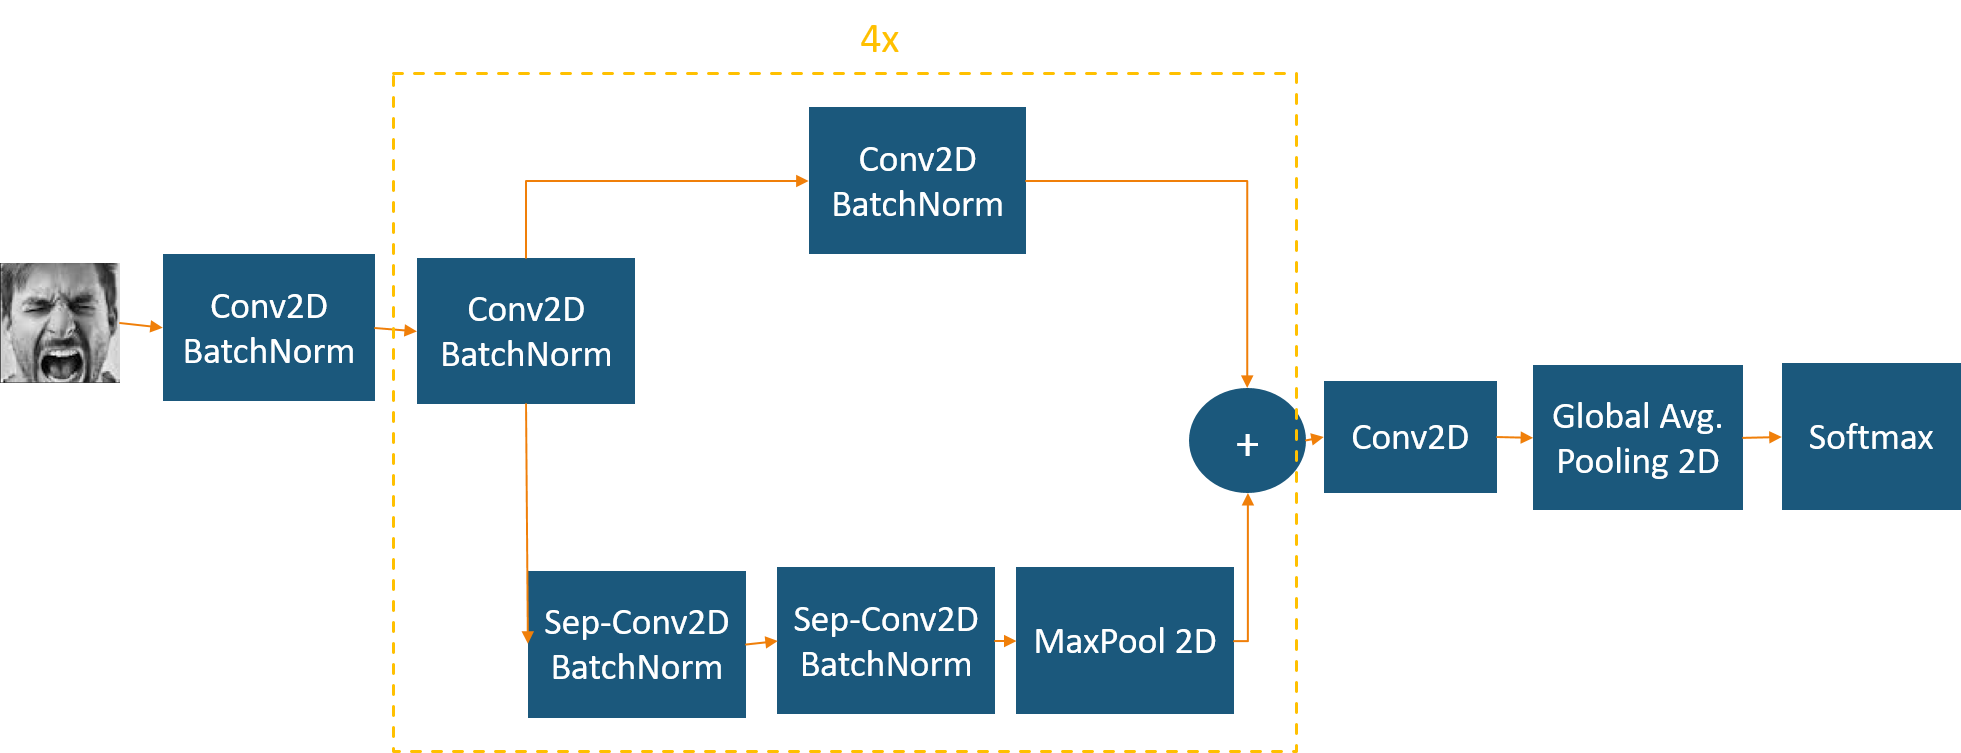 4x
Conv2D
BatchNorm
Conv2D
BatchNorm
Conv2D
BatchNorm
Sep-Conv2D
BatchNorm
Sep-Conv2D
BatchNorm
MaxPool 2D
+
Conv2D
Global Avg.
Pooling 2D
Softmax